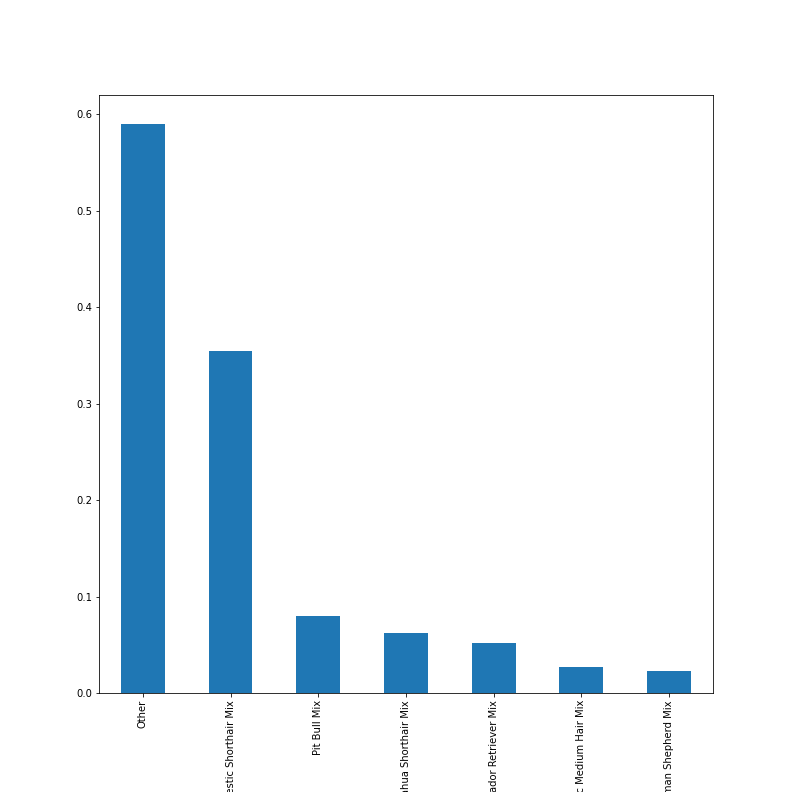 0.6
0.5
0.4
0.3
0.2
0.1
0.0
Other
Shorthair Mix
Pit Bull Mix
Shorthair Mix
Retriever Mix
Medium Hair Mix
Shepherd Mix